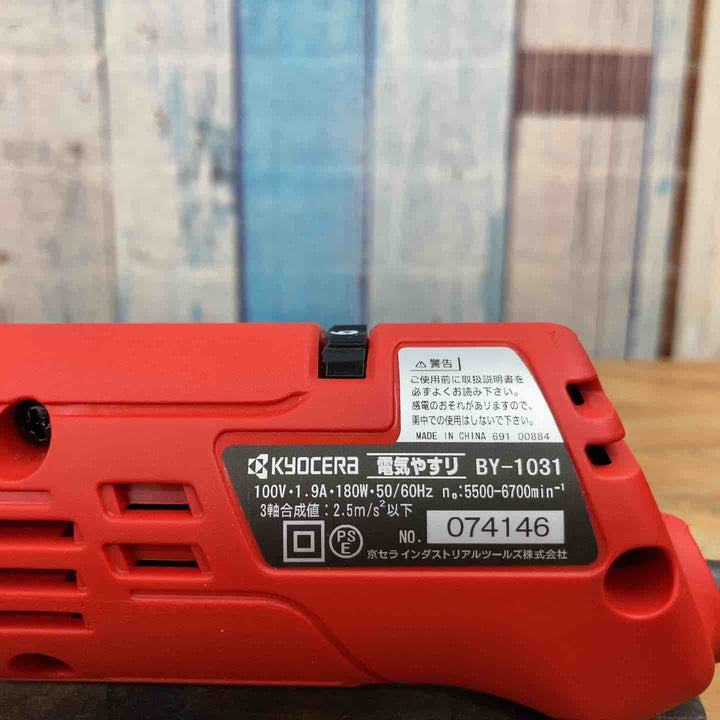 ⚠警告
ご使用前に取扱説明書を
必ずよくお読み下さい。
感電のおそれがありますので、
雨中での使用はしないで下さい。
MADE IN CHINA 691 00884
KYOCERA 電気やすり BY-1031
100V・1.9A・180W・50/60Hz n₀:5500-6700min⁻¹
3軸合成値：2.5m/s²以下
PSE NO. 074146
京セラ インダストリアルツールズ株式会社